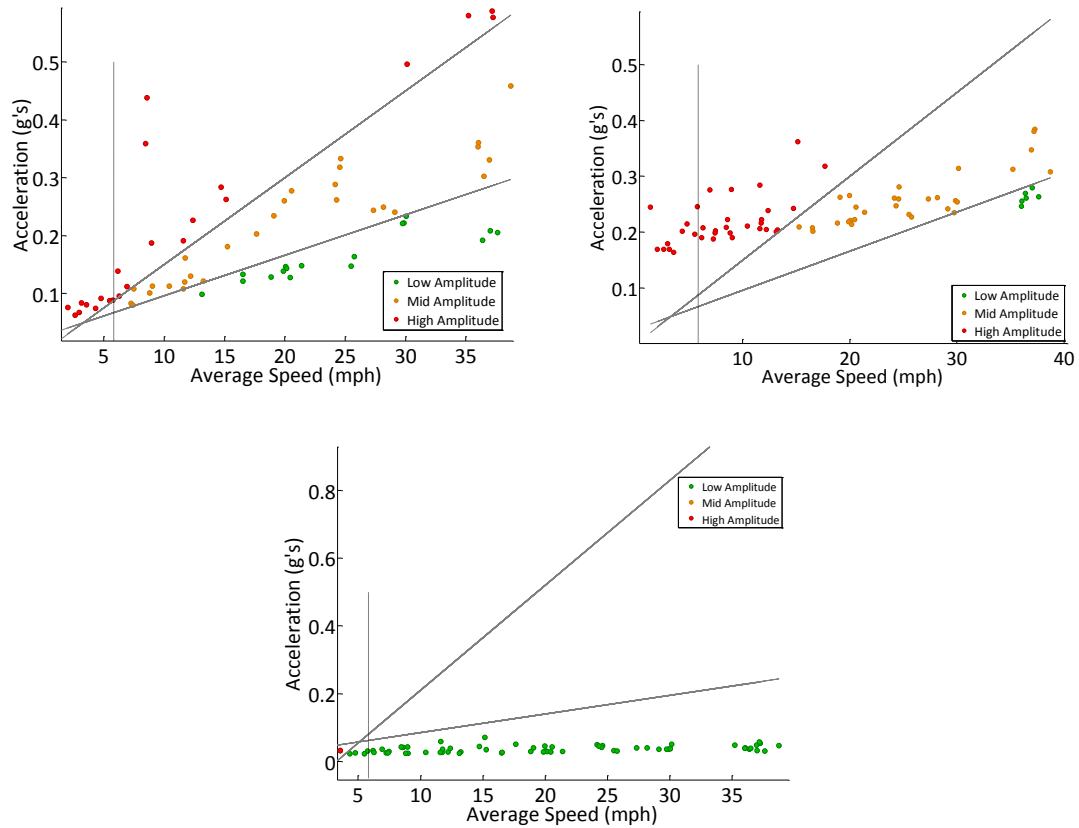 Acceleration (g's)
0.5
0.4
0.3
0.2
0.1
Low Amplitude
Mid Amplitude
High Amplitude
5 10 15 20 25 30 35
Average Speed (mph)
Acceleration (g's)
0.5
0.4
0.3
0.2
0.1
Low Amplitude
Mid Amplitude
High Amplitude
10 20 30 40
Average Speed (mph)
Acceleration (g's)
0.8
0.6
0.4
0.2
0
Low Amplitude
Mid Amplitude
High Amplitude
5 10 15 20 25 30 35
Average Speed (mph)